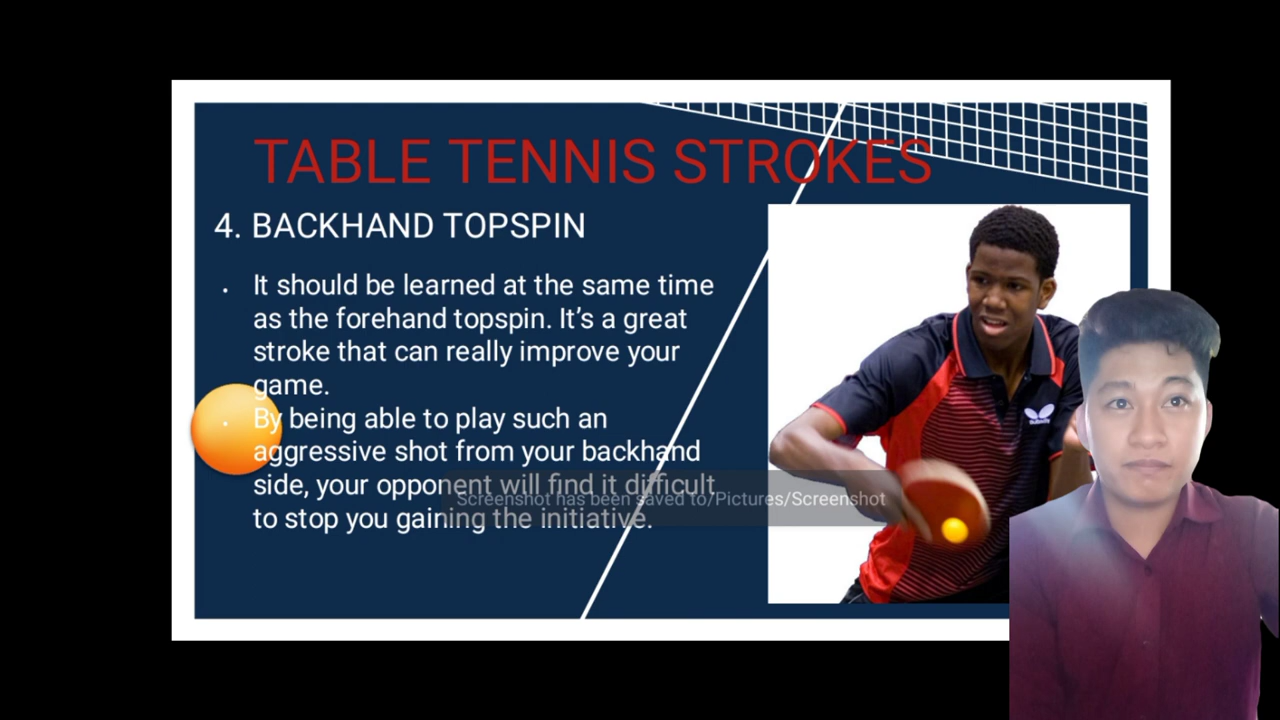 TABLE TENNIS STROKES
4. BACKHAND TOPSPIN
• It should be learned at the same time
as the forehand topspin. It’s a great
stroke that can really improve your
game.
• By being able to play such an
aggressive shot from your backhand
side, your opponent will find it difficult
to stop you gaining the initiative.
Screenshot has been saved to/Pictures/Screenshot
Butterfly